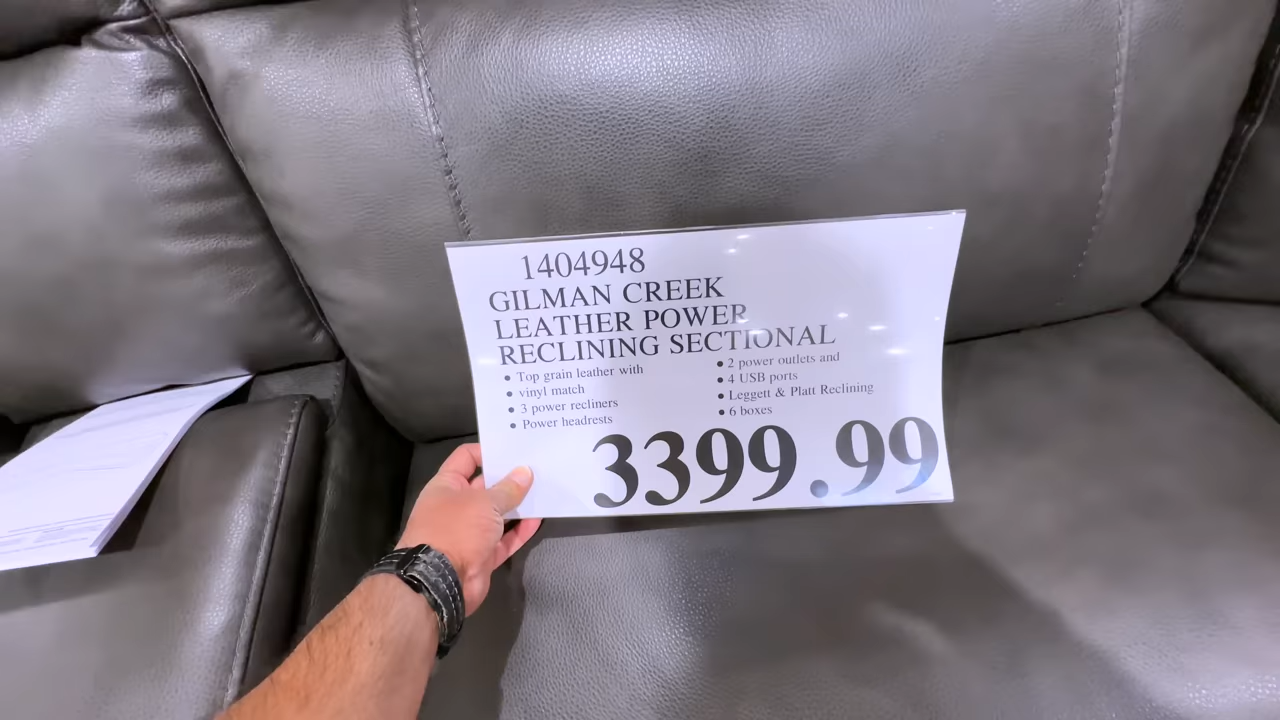 1404948
GILMAN CREEK
LEATHER POWER
RECLINING SECTIONAL
• Top grain leather with
• vinyl match
• 3 power recliners
• Power headrests
• 2 power outlets and
• 4 USB ports
• Leggett & Platt Reclining
• 6 boxes
3399.99